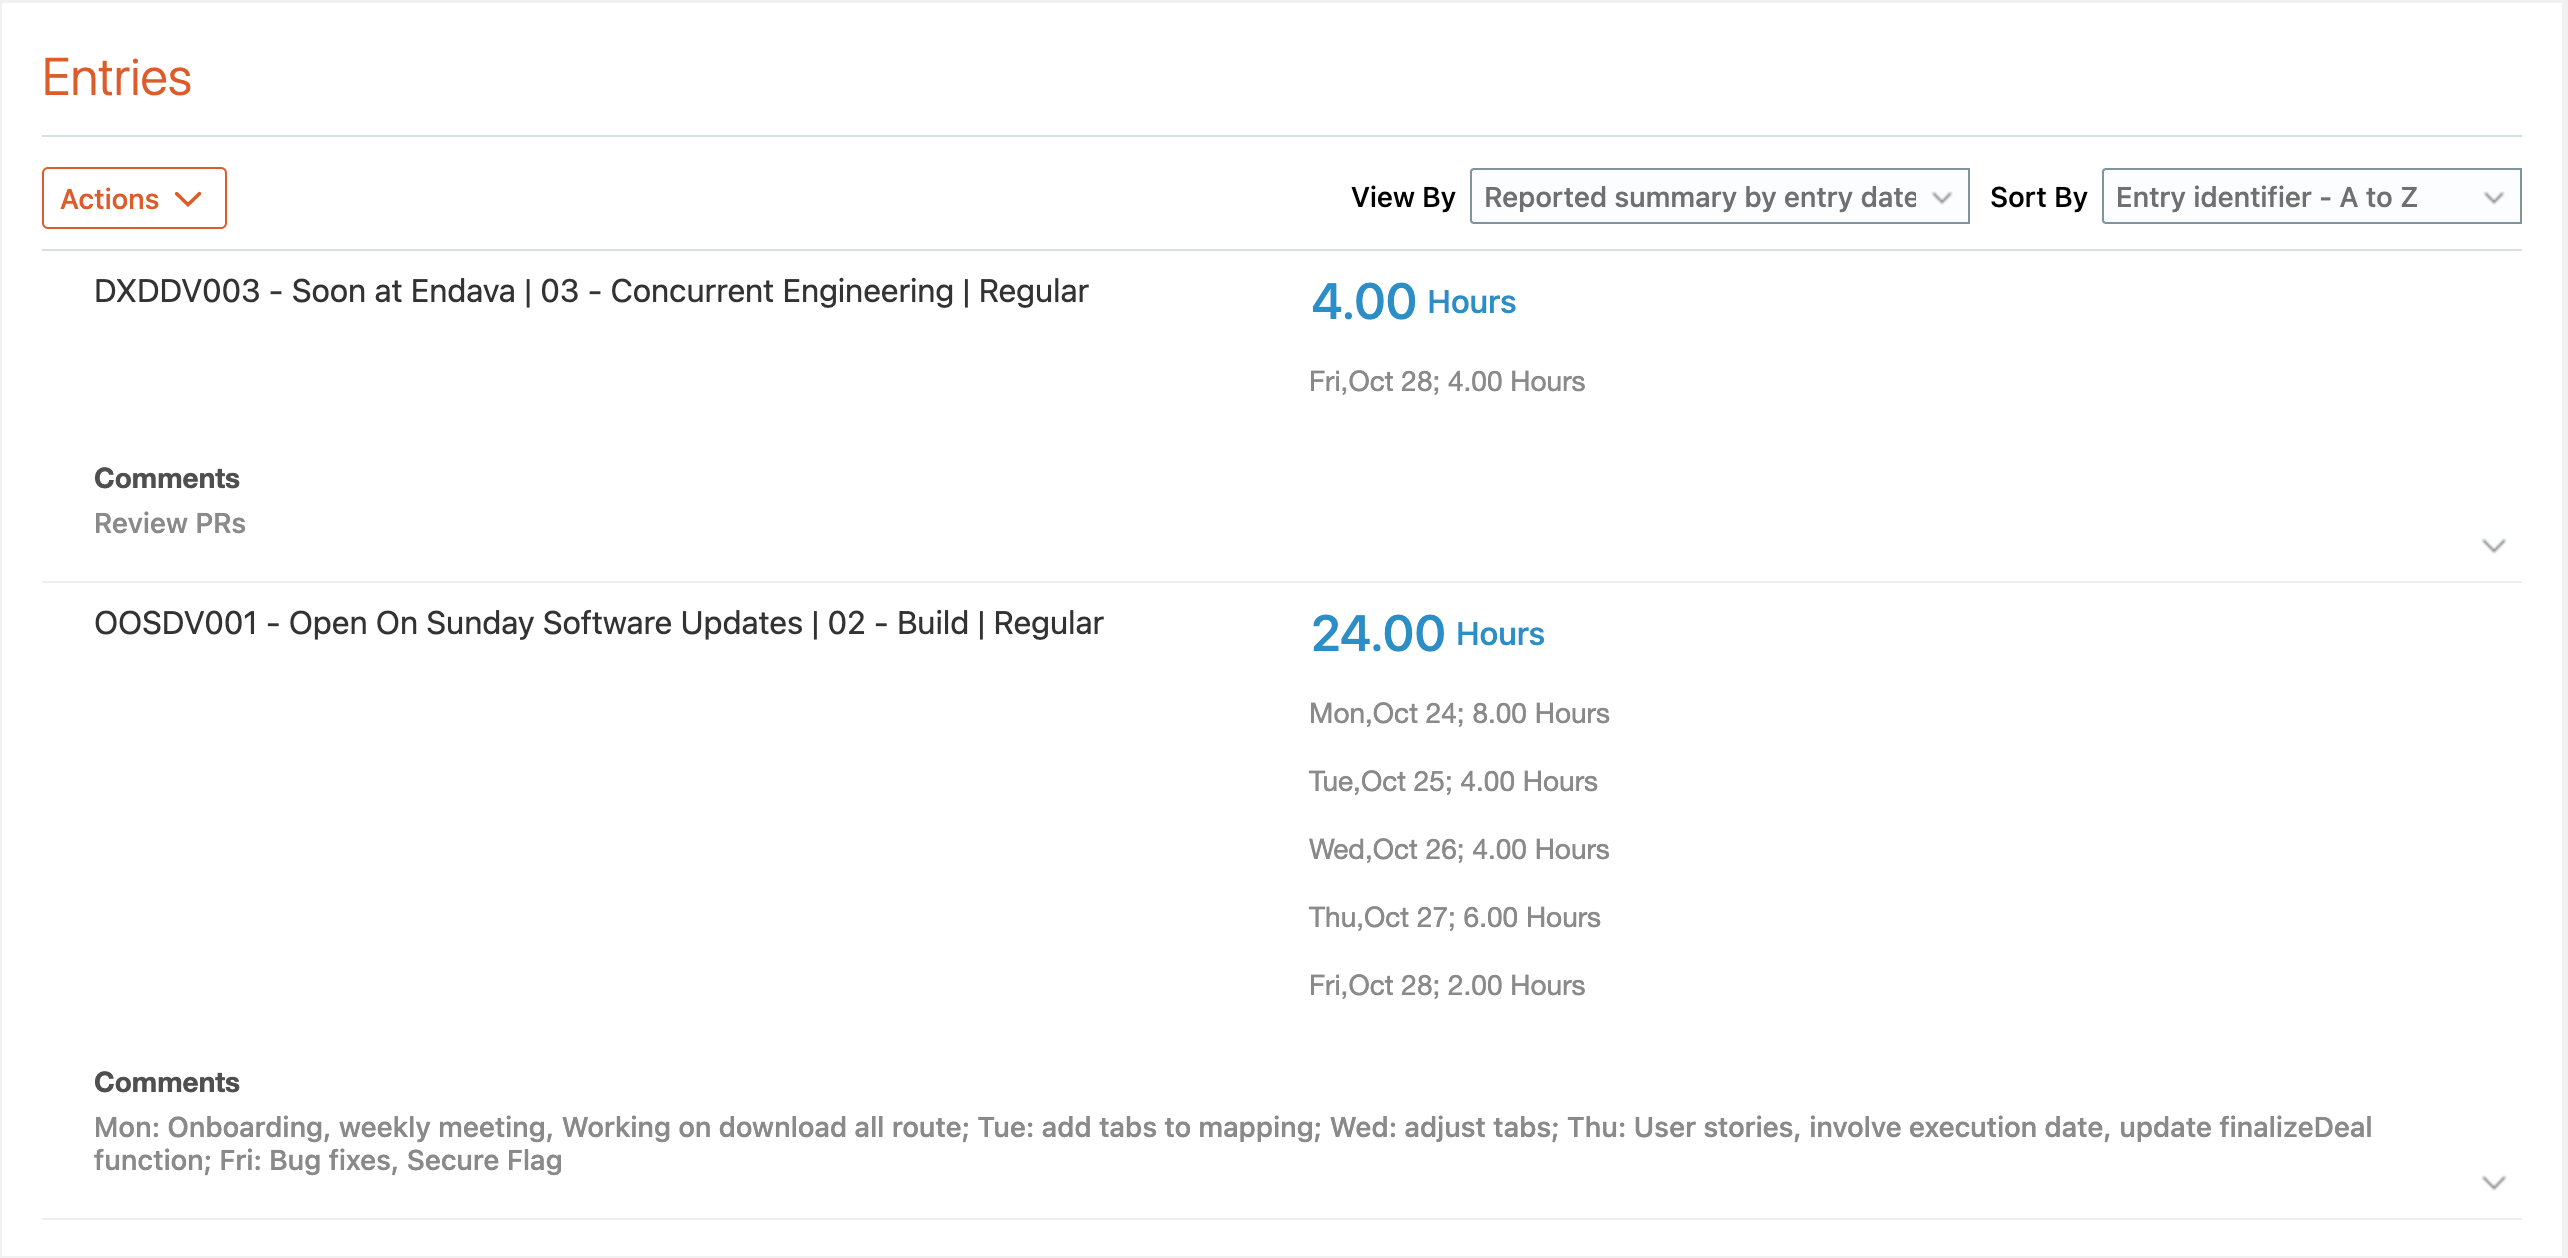 Entries
Actions
View By Reported summary by entry date Sort By Entry identifier - A to Z
DXDDV003 - Soon at Endava | 03 - Concurrent Engineering | Regular
4.00 Hours
Fri,Oct 28; 4.00 Hours
Comments
Review PRs
OOSDV001 - Open On Sunday Software Updates | 02 - Build | Regular
24.00 Hours
Mon,Oct 24; 8.00 Hours
Tue,Oct 25; 4.00 Hours
Wed,Oct 26; 4.00 Hours
Thu,Oct 27; 6.00 Hours
Fri,Oct 28; 2.00 Hours
Comments
Mon: Onboarding, weekly meeting, Working on download all route; Tue: add tabs to mapping; Wed: adjust tabs; Thu: User stories, involve execution date, update finalizeDeal
function; Fri: Bug fixes, Secure Flag